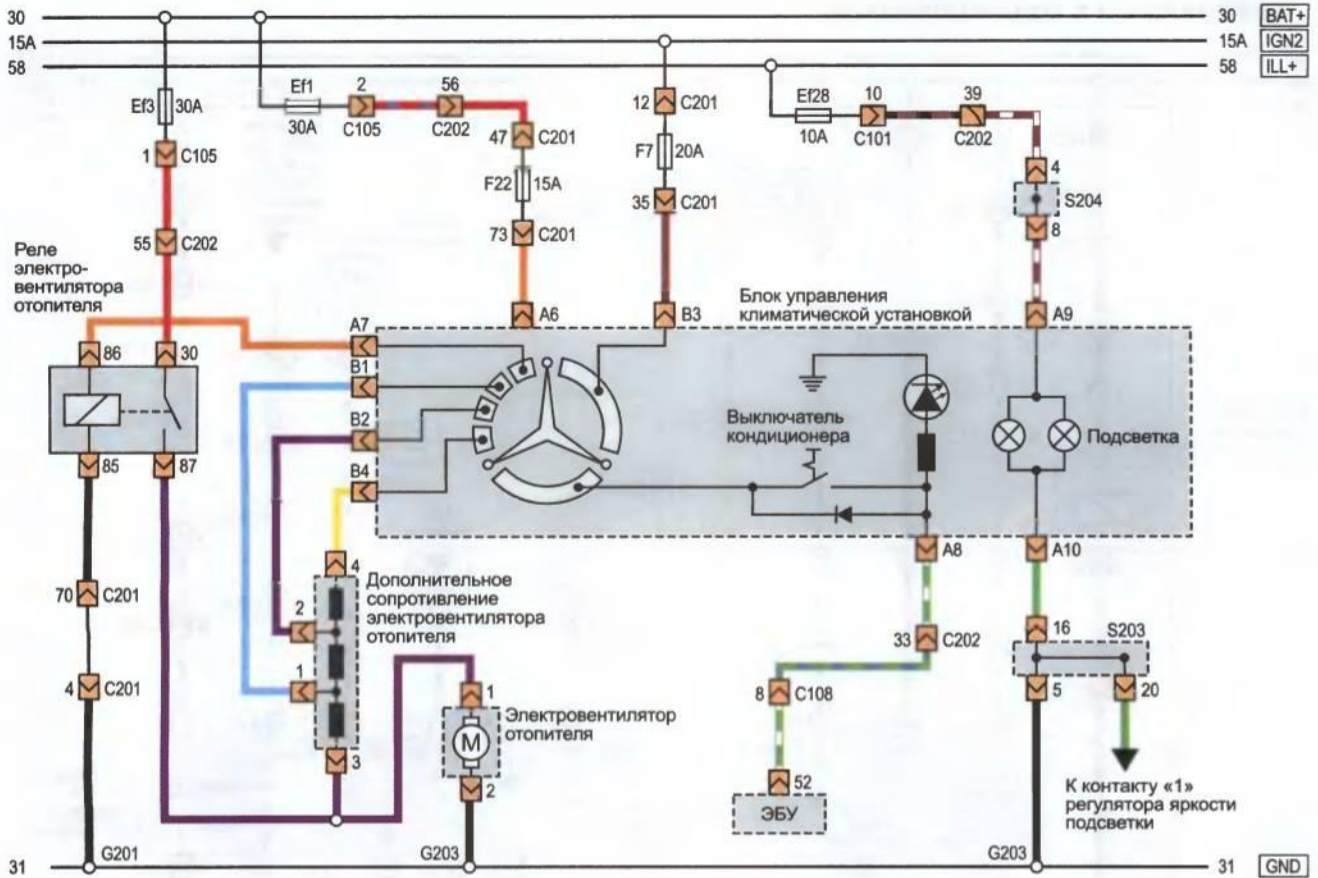 30
30 BAT+
15A
15A IGN2
58
58 ILL+
Ef3 30A
Ef1
30A
2
C105
56
C202
12 C201
Ef28
10A
10
C101
39
C202
47 C201
F7 20A
1 C105
4
S204
F22 15A
35 C201
8
55 C202
73 C201
Реле
электро-
вентилятора
отопителя
A7
A6
B3
Блок управления
климатической установкой
A9
86
30
B1
B2
Выключатель
кондиционера
Подсветка
85
87
B4
A8
A10
4
Дополнительное
сопротивление
электровентилятора
отопителя
70 C201
2
33 C202
16
S203
1
4 C201
8 C108
5
20
1
Электровентилятор
отопителя
M
3
2
52
ЭБУ
К контакту «1»
регулятора яркости
подсветки
G201
G203
G203
31
31 GND